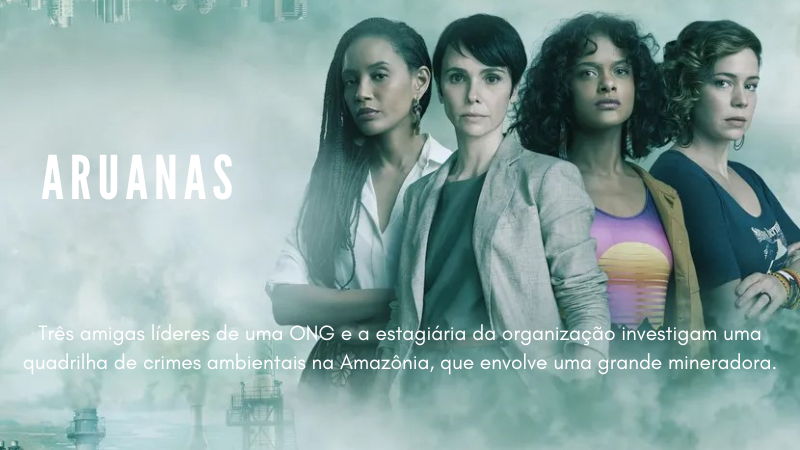 ARUANAS
Três amigas líderes de uma ONG e a estagiária da organização investigam uma
quadrilha de crimes ambientais na Amazônia, que envolve uma grande mineradora.